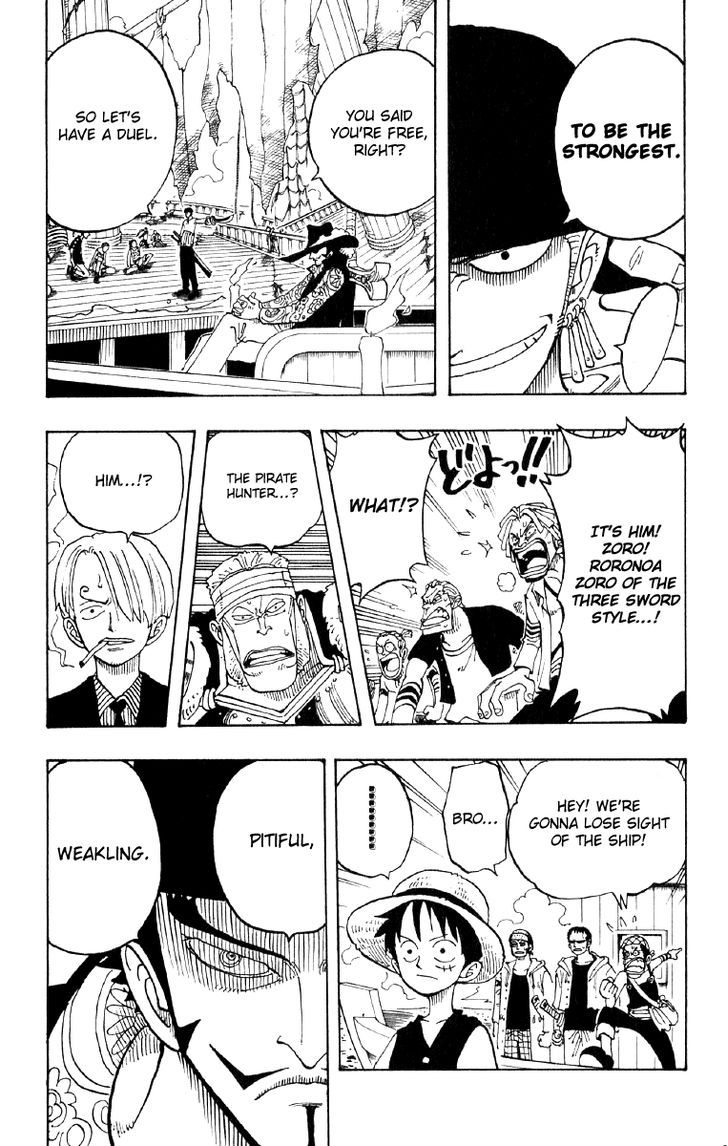 TO BE THE
STRONGEST.
YOU SAID
YOU'RE FREE,
RIGHT?
SO LET'S
HAVE A DUEL.
IT'S HIM!
ZORO!
RORONOA
ZORO OF THE
THREE SWORD
STYLE...!
どよっ!!
WHAT!?
THE PIRATE
HUNTER...?
HIM...!?
HEY! WE'RE
GONNA LOSE SIGHT
OF THE SHIP!
BRO...
.........
PITIFUL,
WEAKLING.